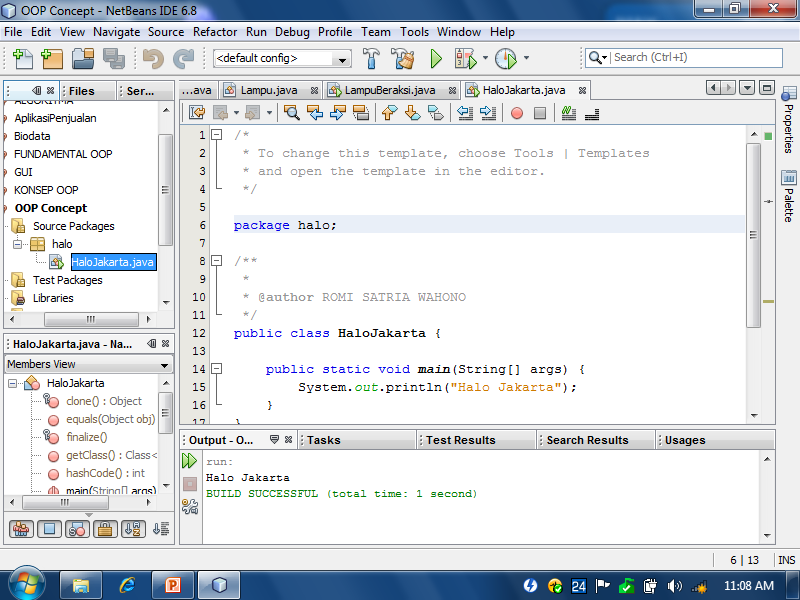 OOP Concept - NetBeans IDE 6.8
File Edit View Navigate Source Refactor Run Debug Profile Team Tools Window Help
<default config>
Search (Ctrl+I)
Files Ser...
...ava Lampu.java LampuBeraksi.java HaloJakarta.java
ALGORITMA
AplikasiPenjualan
Biodata
FUNDAMENTAL OOP
GUI
KONSEP OOP
OOP Concept
Source Packages
halo
HaloJakarta.java
Test Packages
Libraries
1 /*
2 * To change this template, choose Tools | Templates
3 * and open the template in the editor.
4 */
5
6 package halo;
7
8 /**
9 *
10 * @author ROMI SATRIA WAHONO
11 */
12 public class HaloJakarta {
13
14 public static void main(String[] args) {
15 System.out.println("Halo Jakarta");
16 }
17 }
Properties
Palette
HaloJakarta.java - Na...
Members View
HaloJakarta
clone() : Object
equals(Object obj)
finalize()
getClass() : Class<
hashCode() : int
main(String[] args)
Output - O... Tasks Test Results Search Results Usages
run:
Halo Jakarta
BUILD SUCCESSFUL (total time: 1 second)
6 | 13 INS
24
11:08 AM